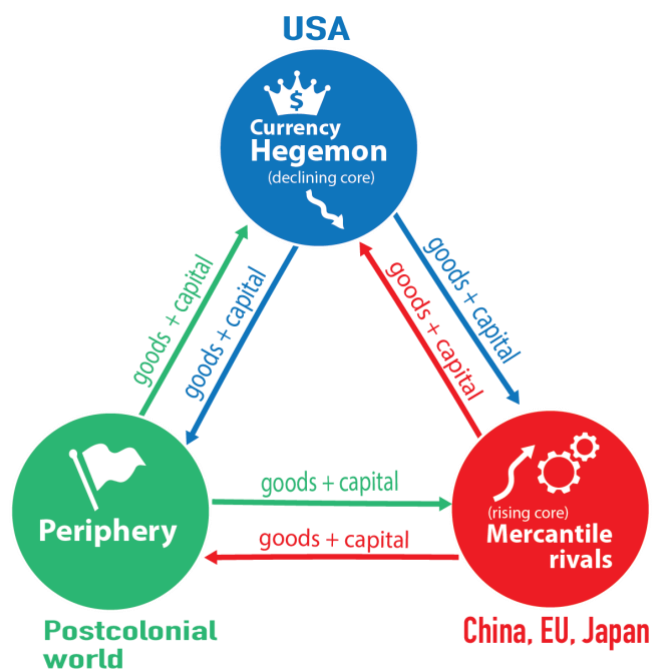 USA
$
Currency
Hegemon
(declining core)
goods + capital
goods + capital
goods + capital
goods + capital
goods + capital
goods + capital
Periphery
(rising core)
Mercantile
rivals
Postcolonial
world
China, EU, Japan